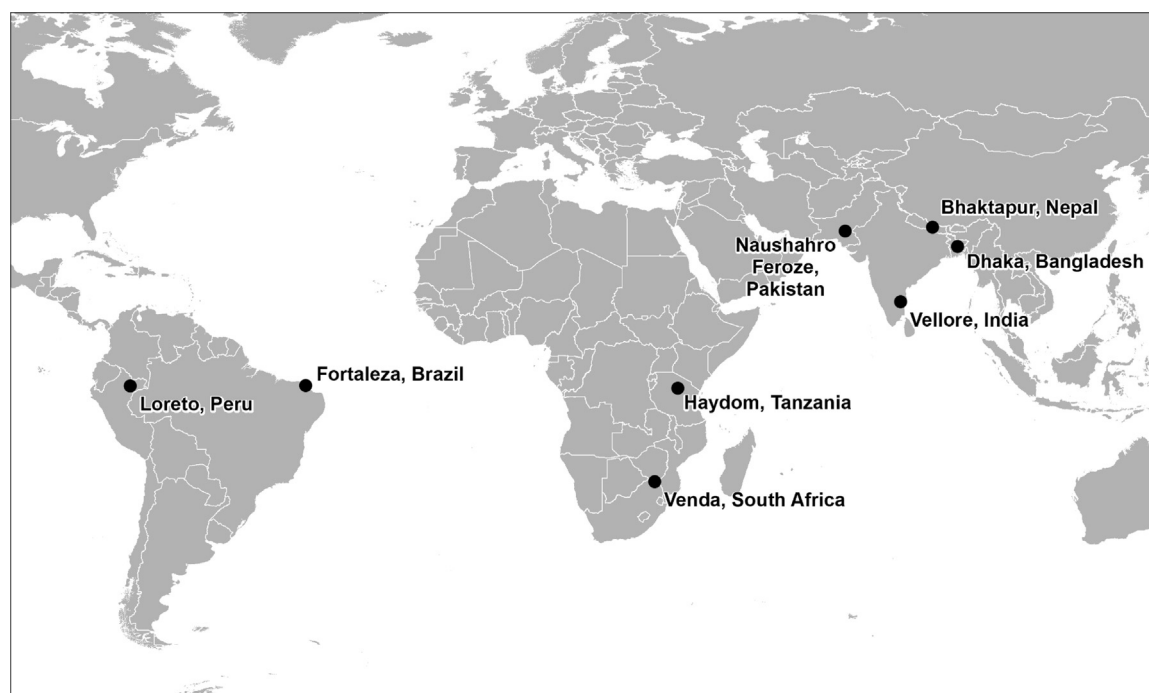 Bhaktapur, Nepal
Naushahro
Feroze,
Pakistan
Dhaka, Bangladesh
Vellore, India
Fortaleza, Brazil
Loreto, Peru
Haydom, Tanzania
Venda, South Africa